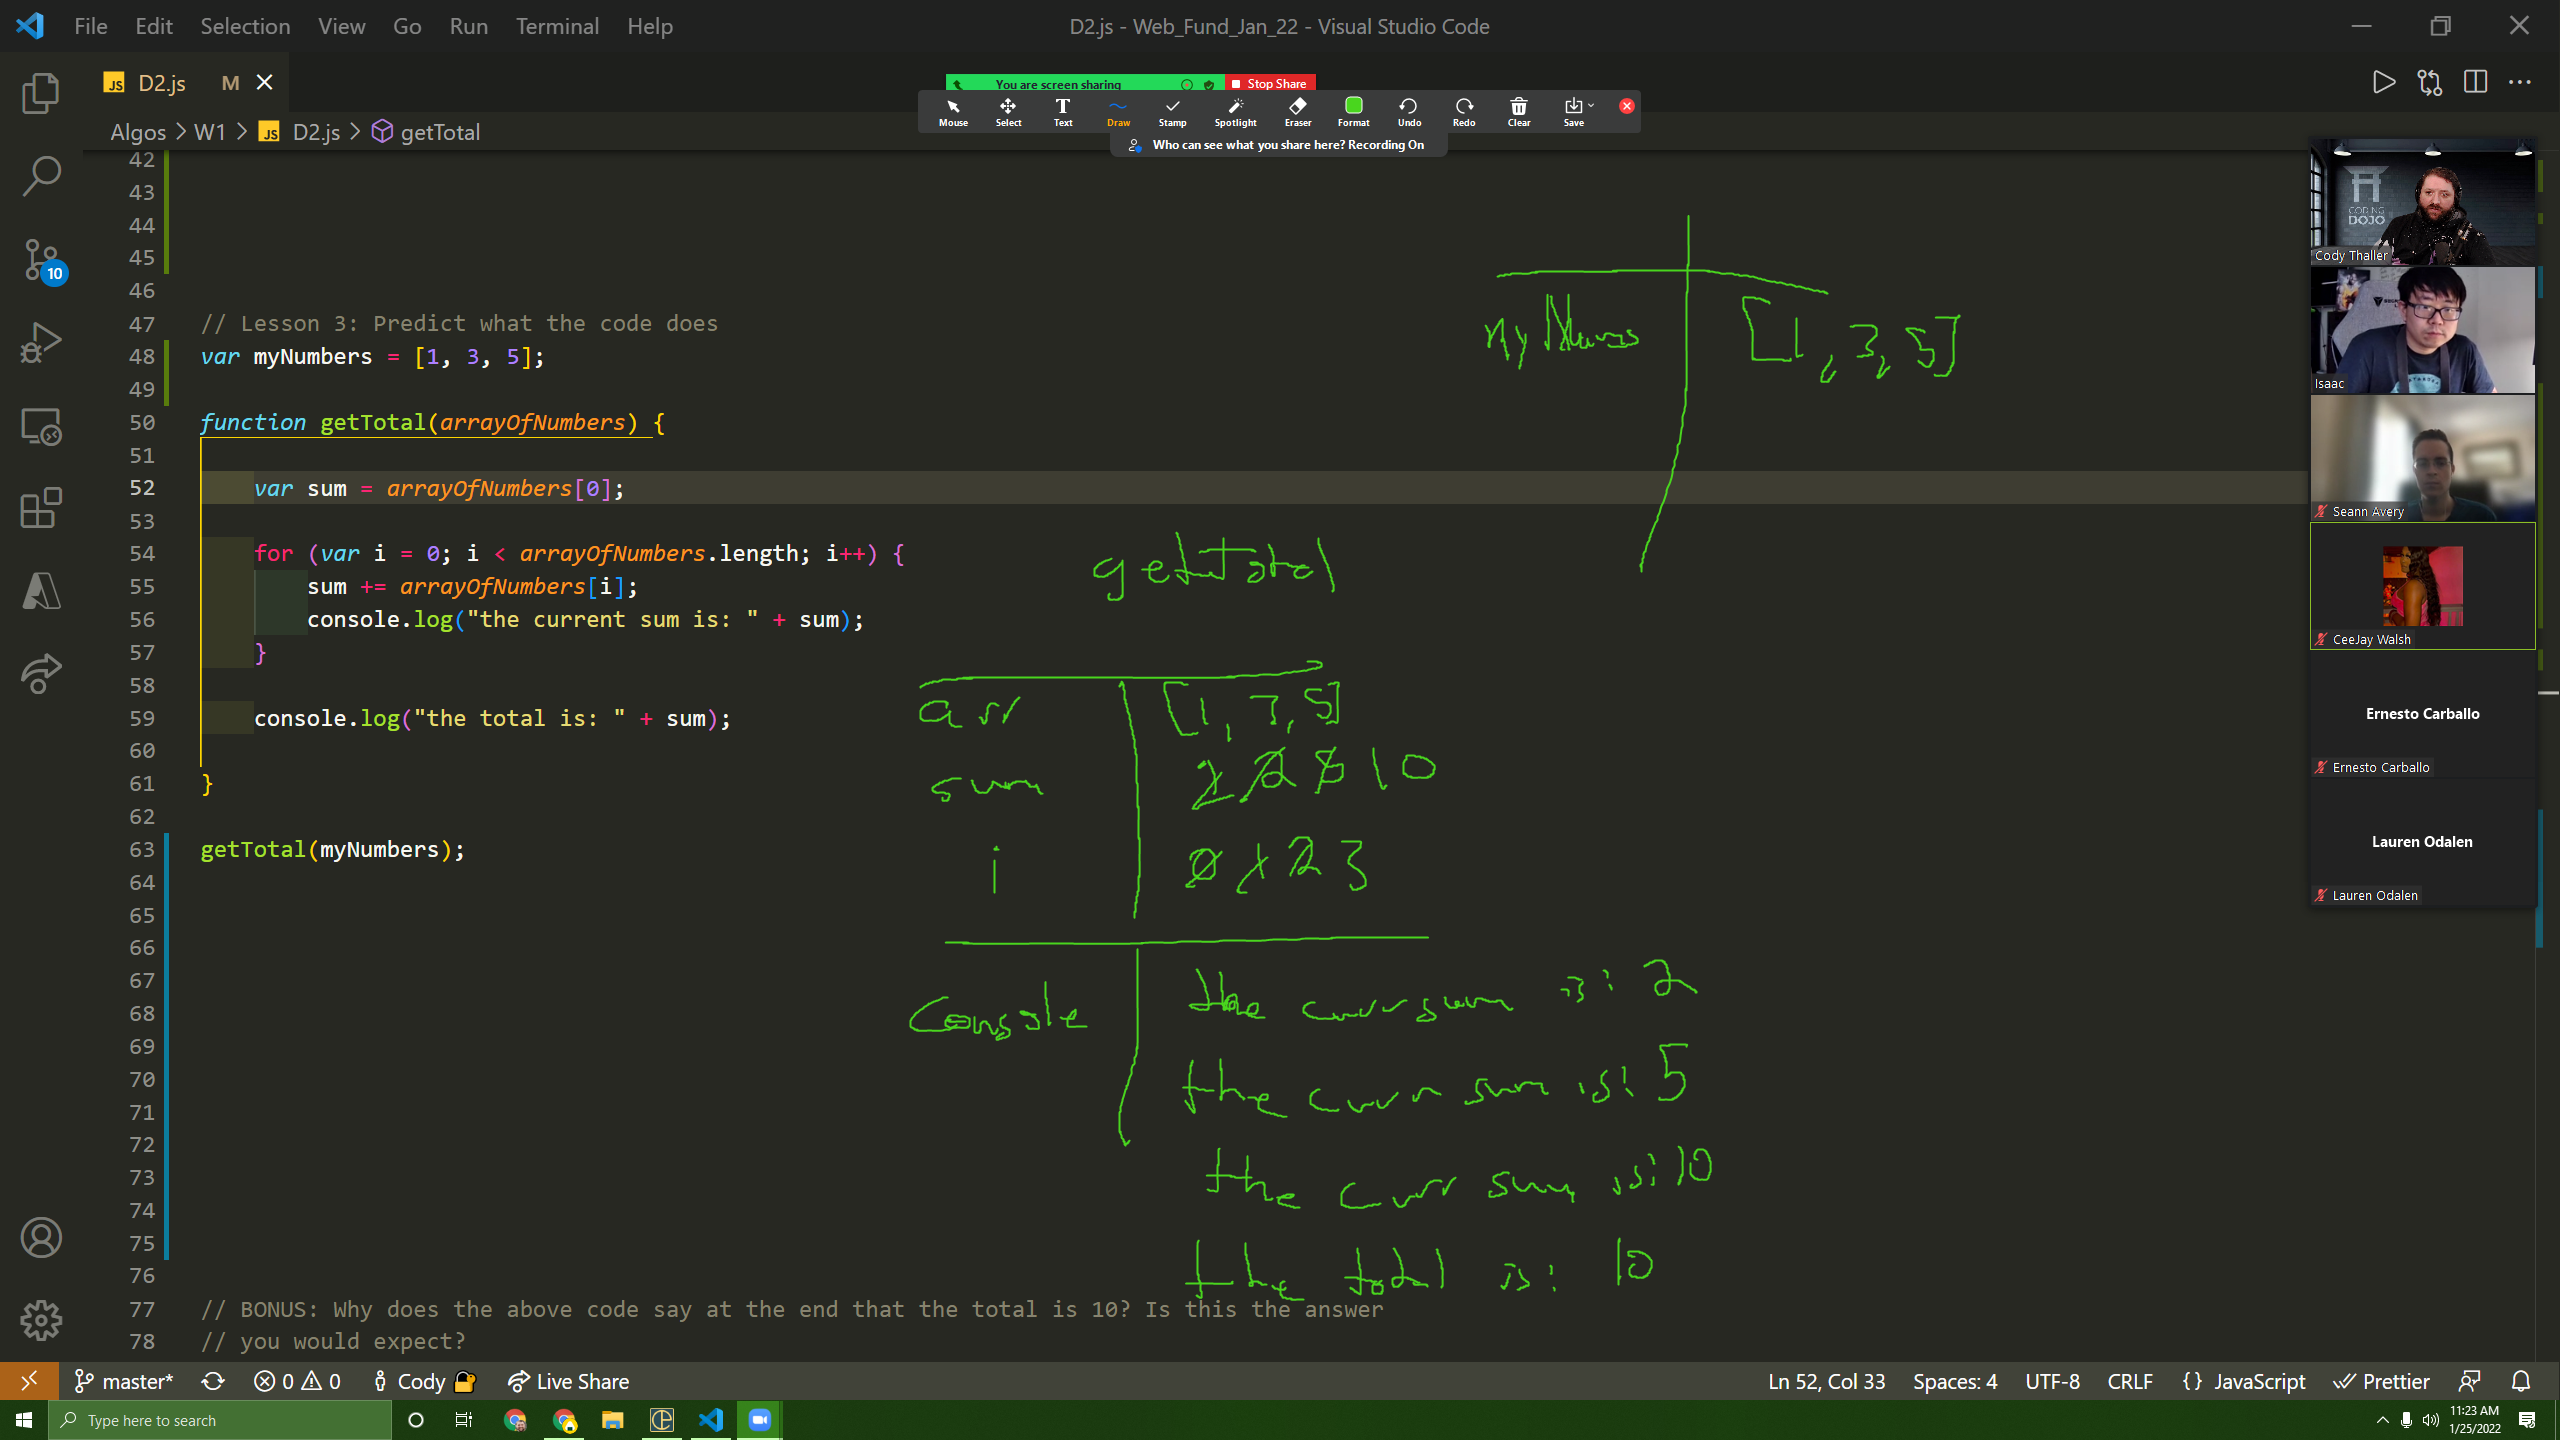 File Edit Selection View Go Run Terminal Help
D2.js - Web_Fund_Jan_22 - Visual Studio Code
JS D2.js M
You are screen sharing Stop Share
Mouse Select Text Draw Stamp Spotlight Eraser Format Undo Redo Clear Save
Who can see what you share here? Recording On
Algos > W1 > JS D2.js > getTotal
42
43
44
45
46
47 // Lesson 3: Predict what the code does
48 var myNumbers = [1, 3, 5];
49
50 function getTotal(arrayOfNumbers) {
51
52 var sum = arrayOfNumbers[0];
53
54 for (var i = 0; i < arrayOfNumbers.length; i++) {
55 sum += arrayOfNumbers[i];
56 console.log("the current sum is: " + sum);
57 }
58
59 console.log("the total is: " + sum);
60
61 }
62
63 getTotal(myNumbers);
64
65
66
67
68
69
70
71
72
73
74
75
76
77 // BONUS: Why does the above code say at the end that the total is 10? Is this the answer
78 // you would expect?
10
[1, 3, 5]
getTotal
arr [1, 3, 5]
sum 1 2 5 10
i 0 1 2 3
Console
the curr sum is: 2
the curr sum is: 5
the curr sum is: 10
the total is: 10
CODING DOJO
Cody Thaller
Isaac
Seann Avery
CeeJay Walsh
Ernesto Carballo
Ernesto Carballo
Lauren Odalen
Lauren Odalen
master* 0 0 Cody Live Share
Ln 52, Col 33 Spaces: 4 UTF-8 CRLF {} JavaScript Prettier
Type here to search
11:23 AM
1/25/2022